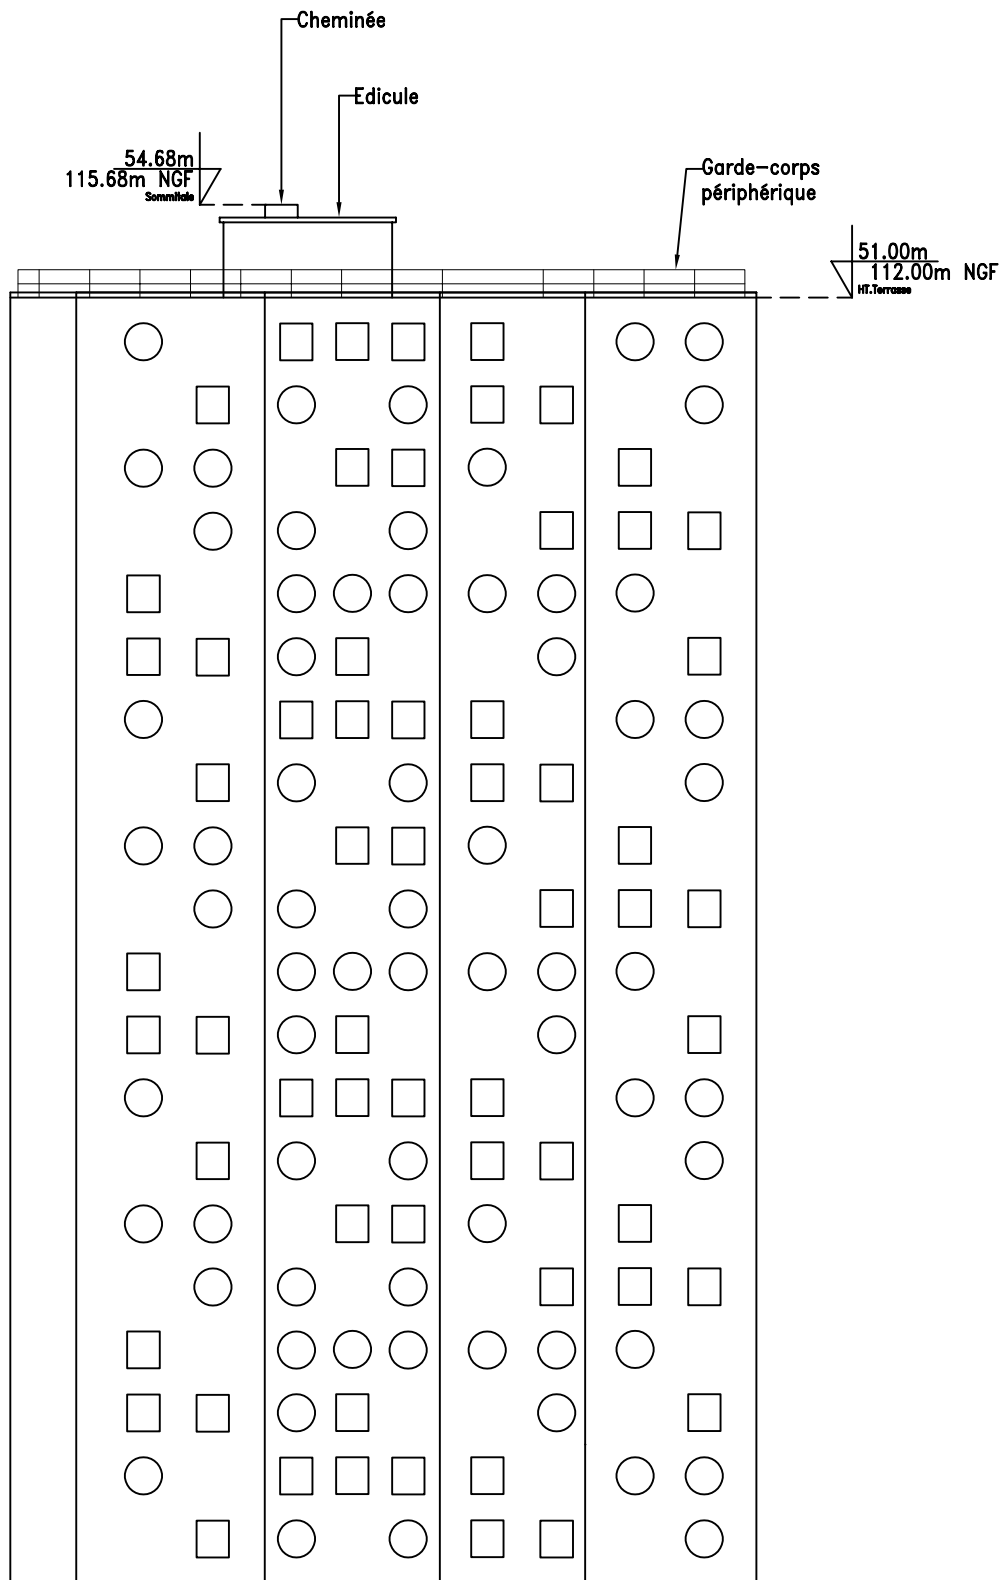 Cheminée
Edicule
54.68m
115.68m NGF
Sommitale
Garde-corps
périphérique
51.00m
112.00m NGF
HT.Terrasse